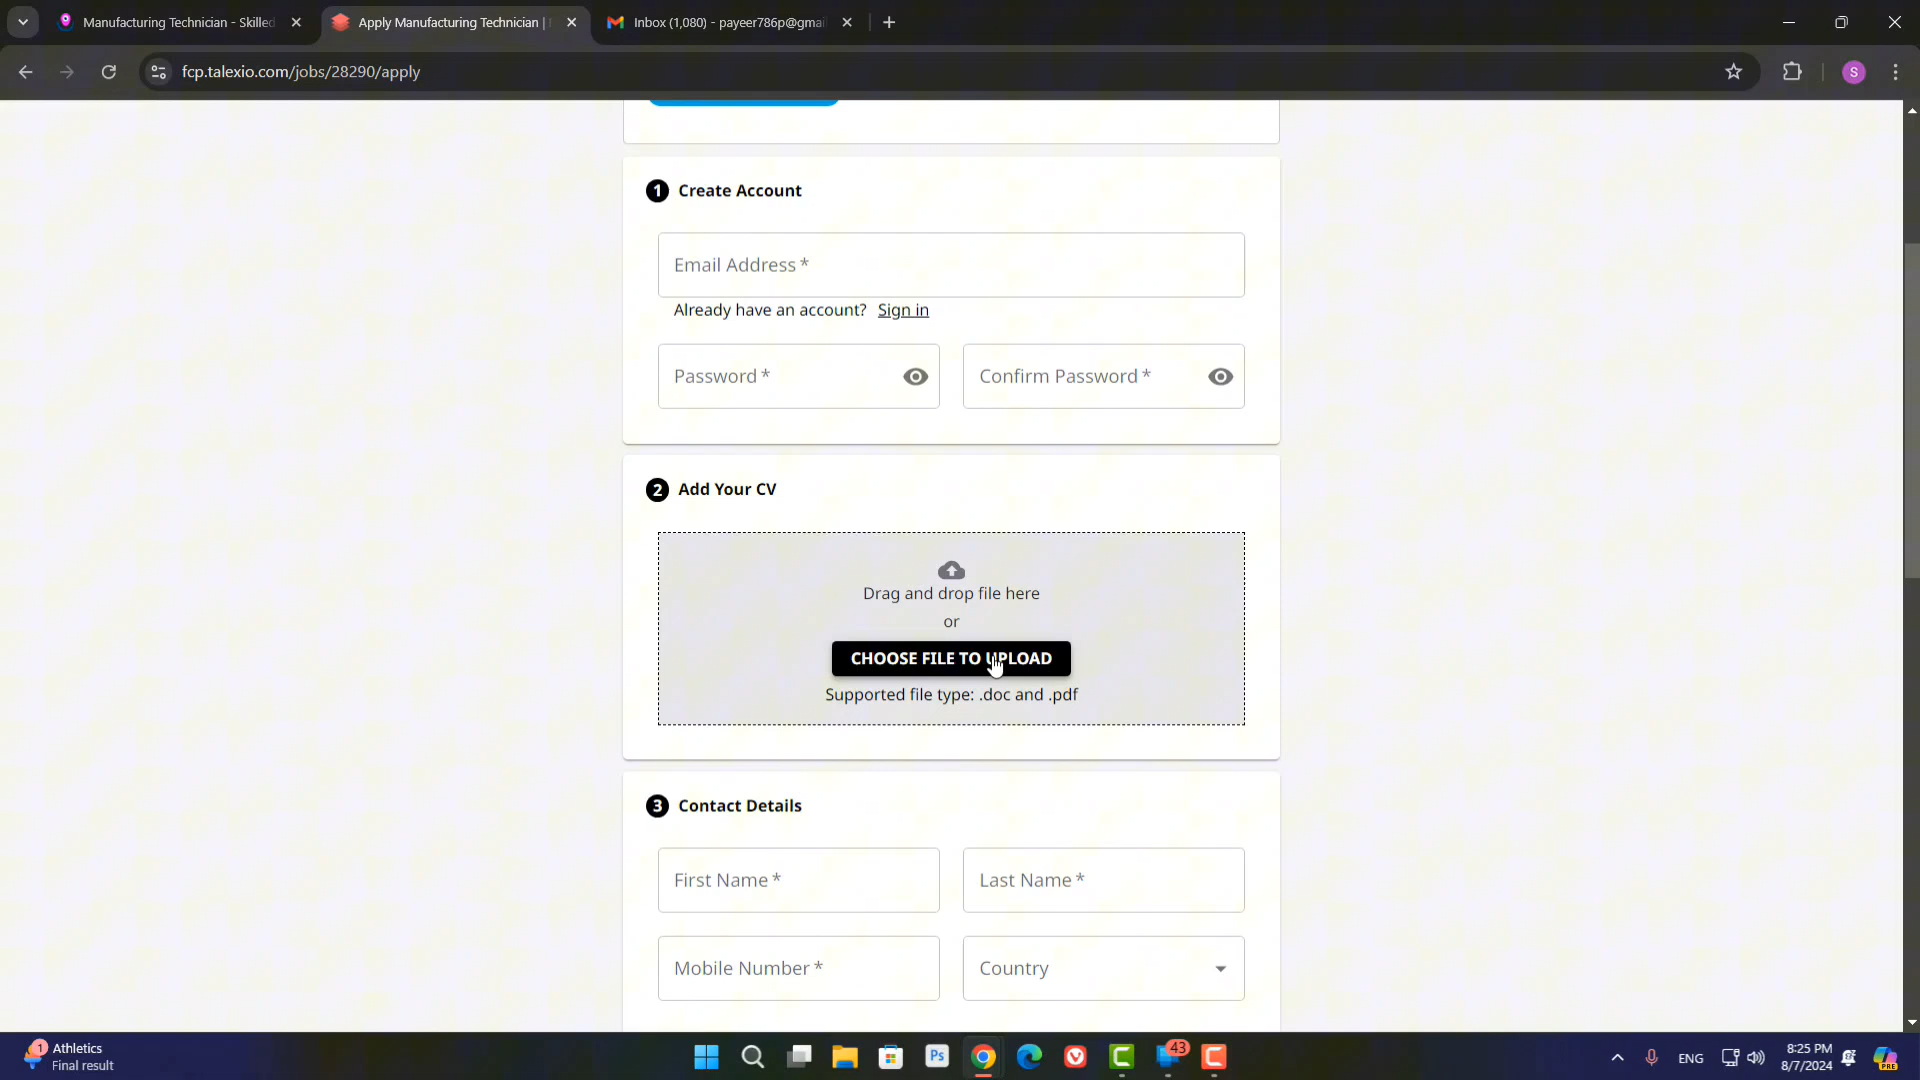 Manufacturing Technician - Skilled
Apply Manufacturing Technician |
Inbox (1,080) - payeer786p@gmai
fcp.talexio.com/jobs/28290/apply
S
1 Create Account
Email Address *
Already have an account? Sign in
Password *
Confirm Password *
2 Add Your CV
Drag and drop file here
or
CHOOSE FILE TO UPLOAD
Supported file type: .doc and .pdf
3 Contact Details
First Name *
Last Name *
Mobile Number *
Country
1
Athletics
Final result
Ps
43
ENG
8:25 PM
8/7/2024
PRE